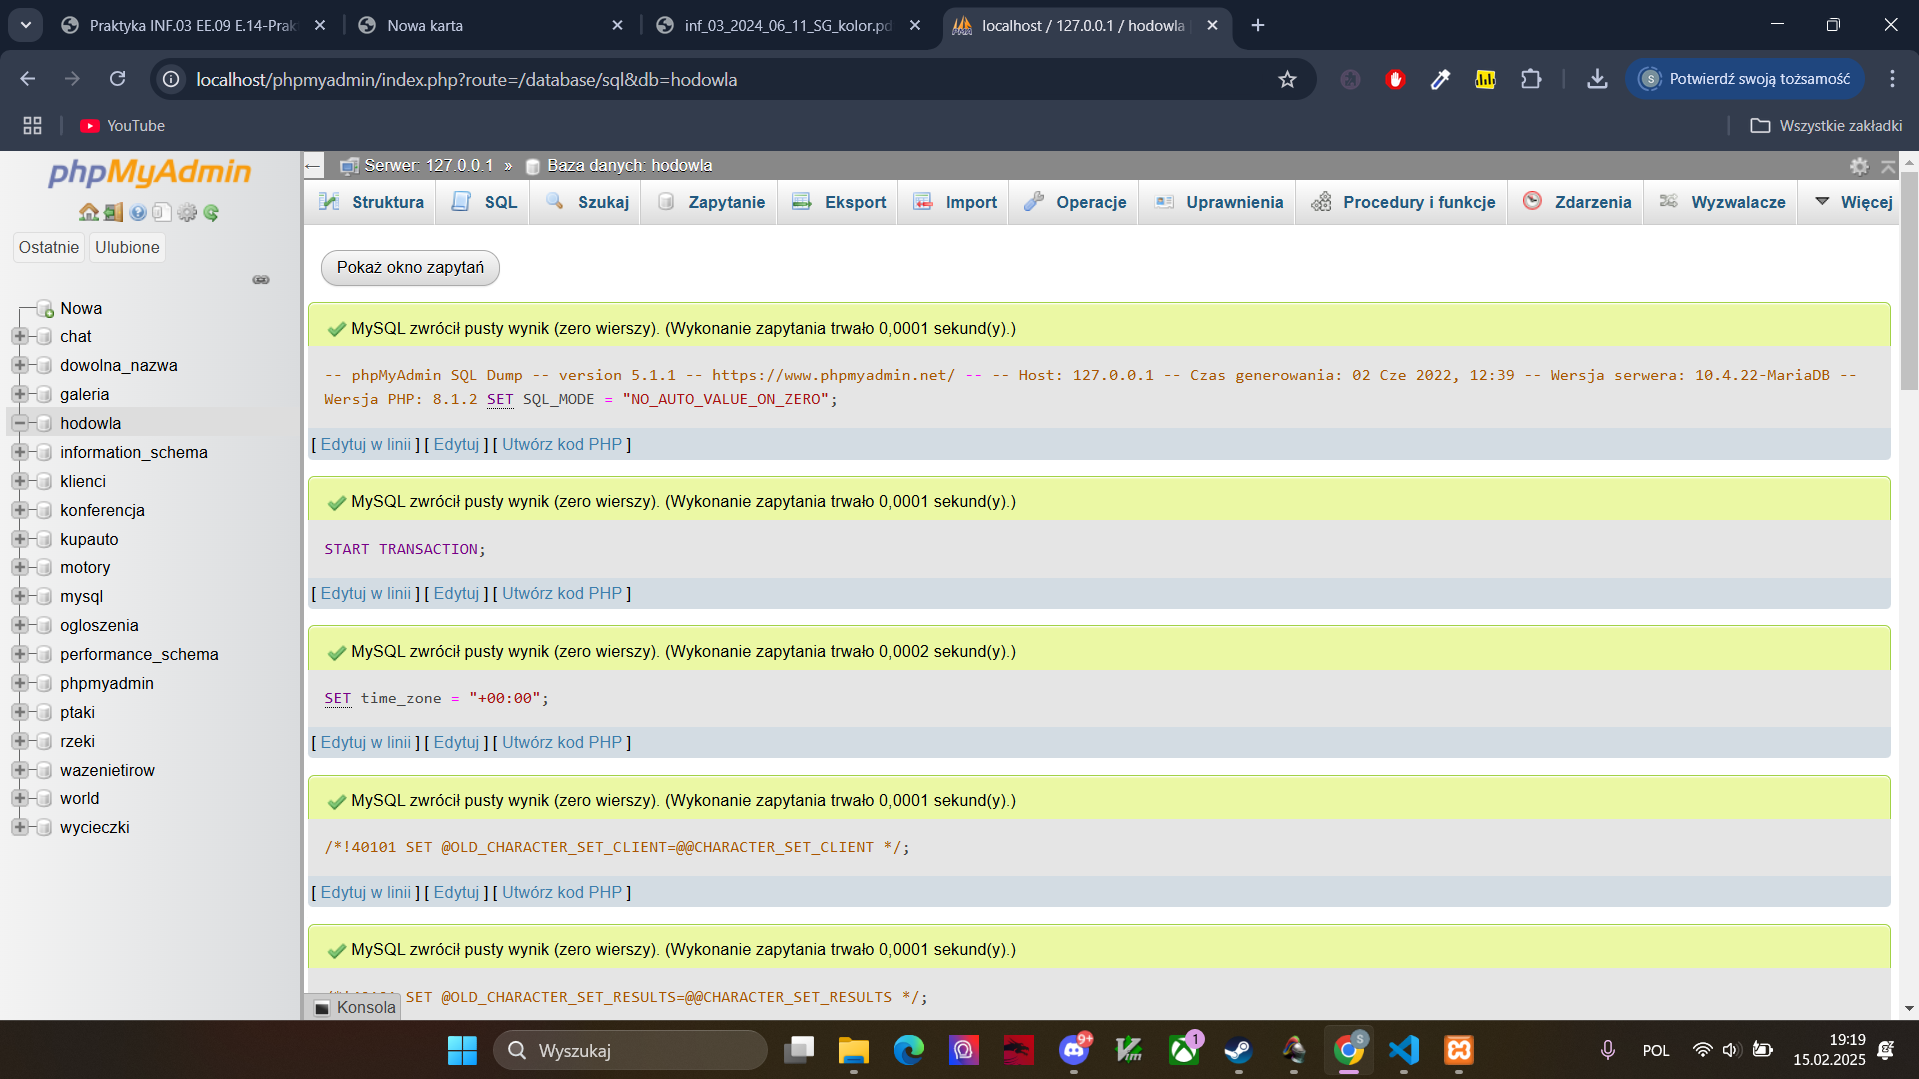 Praktyka INF.03 EE.09 E.14-Prak
Nowa karta
inf_03_2024_06_11_SG_kolor.pd
localhost / 127.0.0.1 / hodowla
localhost/phpmyadmin/index.php?route=/database/sql&db=hodowla
S Potwierdź swoją tożsamość
YouTube
Wszystkie zakładki
phpMyAdmin
Ostatnie Ulubione
Nowa
chat
dowolna_nazwa
galeria
hodowla
information_schema
klienci
konferencja
kupauto
motory
mysql
ogloszenia
performance_schema
phpmyadmin
ptaki
rzeki
wazenietirow
world
wycieczki
Serwer: 127.0.0.1 » Baza danych: hodowla
Struktura SQL Szukaj Zapytanie Eksport Import Operacje Uprawnienia Procedury i funkcje Zdarzenia Wyzwalacze Więcej
Pokaż okno zapytań
MySQL zwrócił pusty wynik (zero wierszy). (Wykonanie zapytania trwało 0,0001 sekund(y).)
-- phpMyAdmin SQL Dump -- version 5.1.1 -- https://www.phpmyadmin.net/ -- -- Host: 127.0.0.1 -- Czas generowania: 02 Cze 2022, 12:39 -- Wersja serwera: 10.4.22-MariaDB --
Wersja PHP: 8.1.2 SET SQL_MODE = "NO_AUTO_VALUE_ON_ZERO";
[ Edytuj w linii ] [ Edytuj ] [ Utwórz kod PHP ]
MySQL zwrócił pusty wynik (zero wierszy). (Wykonanie zapytania trwało 0,0001 sekund(y).)
START TRANSACTION;
[ Edytuj w linii ] [ Edytuj ] [ Utwórz kod PHP ]
MySQL zwrócił pusty wynik (zero wierszy). (Wykonanie zapytania trwało 0,0002 sekund(y).)
SET time_zone = "+00:00";
[ Edytuj w linii ] [ Edytuj ] [ Utwórz kod PHP ]
MySQL zwrócił pusty wynik (zero wierszy). (Wykonanie zapytania trwało 0,0001 sekund(y).)
/*!40101 SET @OLD_CHARACTER_SET_CLIENT=@@CHARACTER_SET_CLIENT */;
[ Edytuj w linii ] [ Edytuj ] [ Utwórz kod PHP ]
MySQL zwrócił pusty wynik (zero wierszy). (Wykonanie zapytania trwało 0,0001 sekund(y).)
SET @OLD_CHARACTER_SET_RESULTS=@@CHARACTER_SET_RESULTS */;
Konsola
Wyszukaj
9+
1
S
POL
19:19
15.02.2025